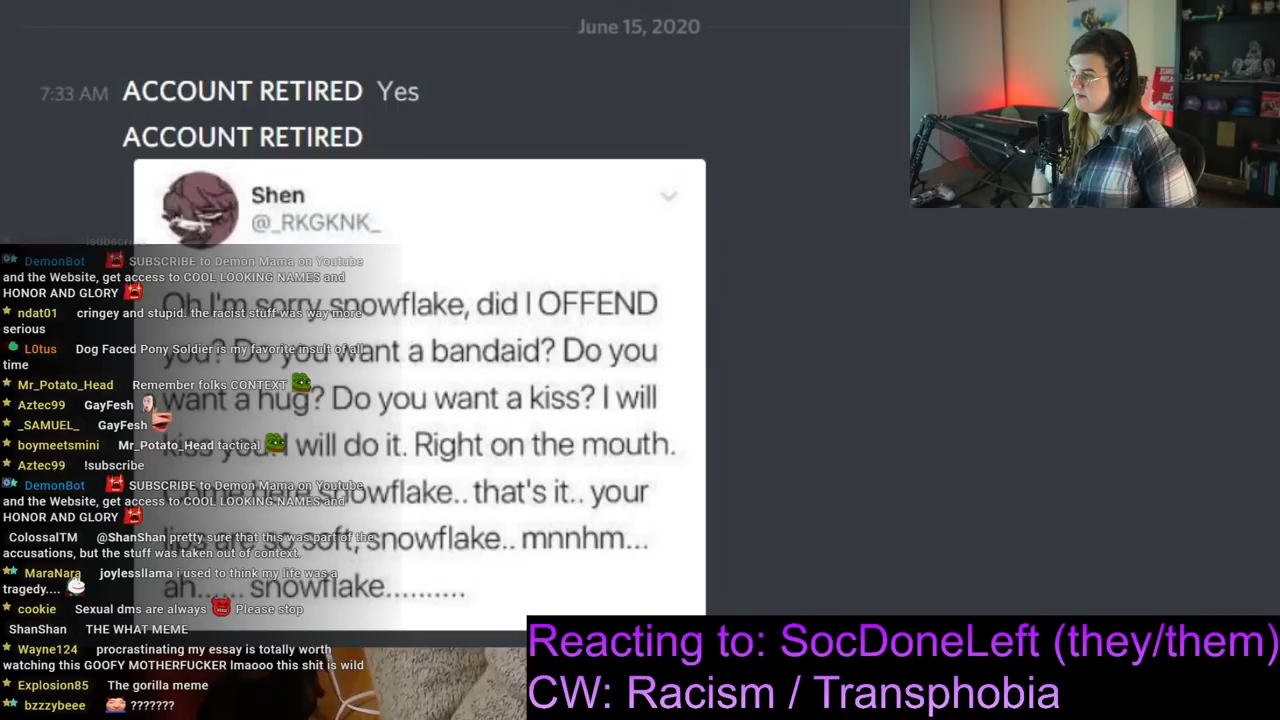 June 15, 2020
7:33 AM ACCOUNT RETIRED Yes
ACCOUNT RETIRED
Shen
@_RKGKNK_
Oh I'm sorry snowflake, did I OFFEND
you? Do you want a bandaid? Do you
want a hug? Do you want a kiss? I will
kiss you. I will do it. Right on the mouth.
Come here snowflake.. that's it.. your
lips are so soft, snowflake.. mnnhm...
ah...... snowflake..........
!subscribe
DemonBot SUBSCRIBE to Demon Mama on Youtube
and the Website, get access to COOL LOOKING NAMES and
HONOR AND GLORY
ndat01 cringey and stupid. the racist stuff was way more
serious
L0tus Dog Faced Pony Soldier is my favorite insult of all
time
Mr_Potato_Head Remember folks CONTEXT
Aztec99 GayFesh
_SAMUEL_ GayFesh
boymeetsmini Mr_Potato_Head tactical
Aztec99 !subscribe
DemonBot SUBSCRIBE to Demon Mama on Youtube
and the Website, get access to COOL LOOKING NAMES and
HONOR AND GLORY
ColossalTM @ShanShan pretty sure that this was part of the
accusations, but the stuff was taken out of context.
MaraNara joylessllama i used to think my life was a
tragedy....
cookie Sexual dms are always Please stop
ShanShan THE WHAT MEME
Wayne124 procrastinating my essay is totally worth
watching this GOOFY MOTHERFUCKER lmaooo this shit is wild
Explosion85 The gorilla meme
bzzzybeee ???????
Reacting to: SocDoneLeft (they/them)
CW: Racism / Transphobia